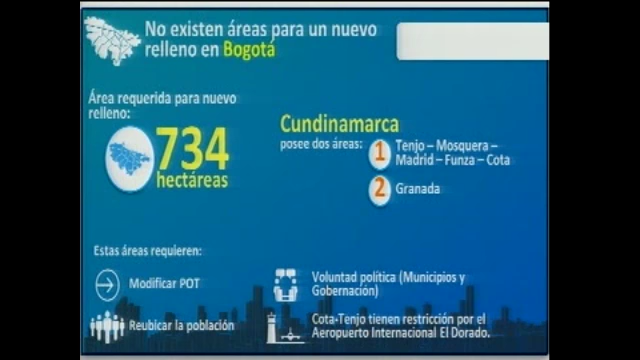 No existen áreas para un nuevo
relleno en Bogotá
Área requerida para nuevo
relleno:
734
hectáreas
Cundinamarca
posee dos áreas:
1
Tenjo – Mosquera –
Madrid – Funza – Cota
2
Granada
Estas áreas requieren:
Modificar POT
Voluntad política (Municipios y
Gobernación)
Reubicar la población
Cota-Tenjo tienen restricción por el
Aeropuerto Internacional El Dorado.